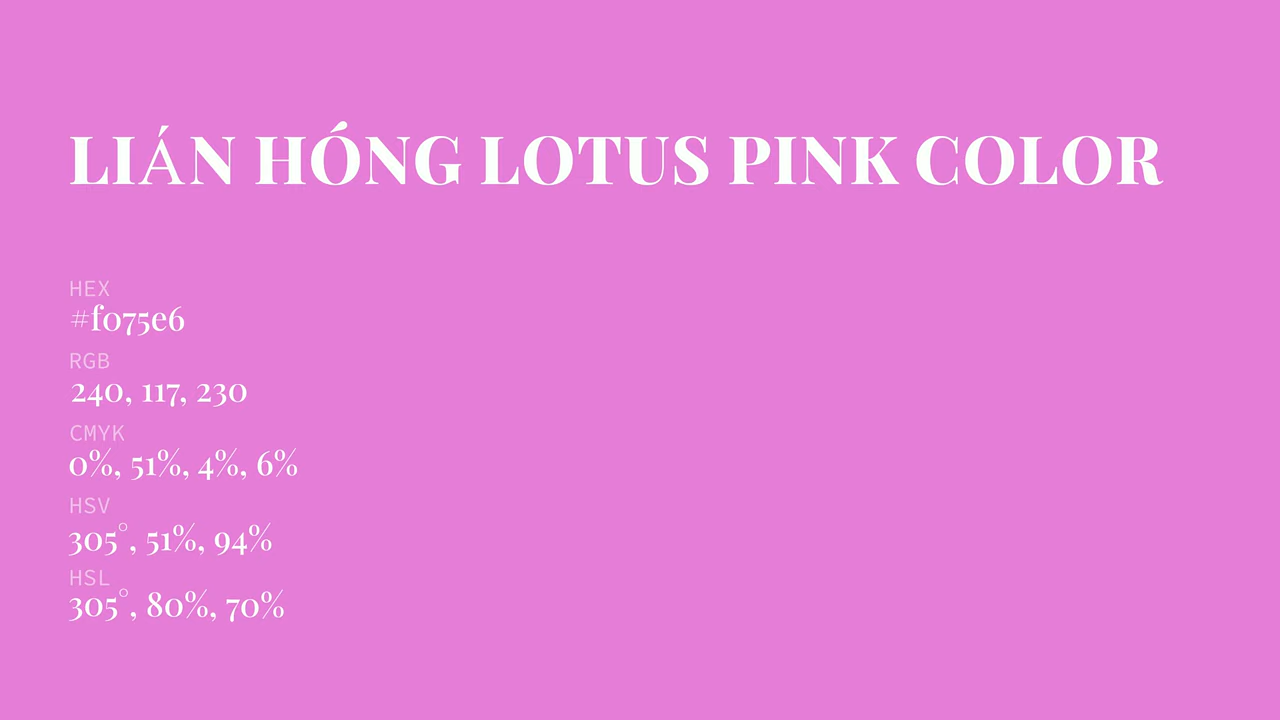 LIÁN HÓNG LOTUS PINK COLOR
HEX
#f075e6
RGB
240, 117, 230
CMYK
0%, 51%, 4%, 6%
HSV
305°, 51%, 94%
HSL
305°, 80%, 70%